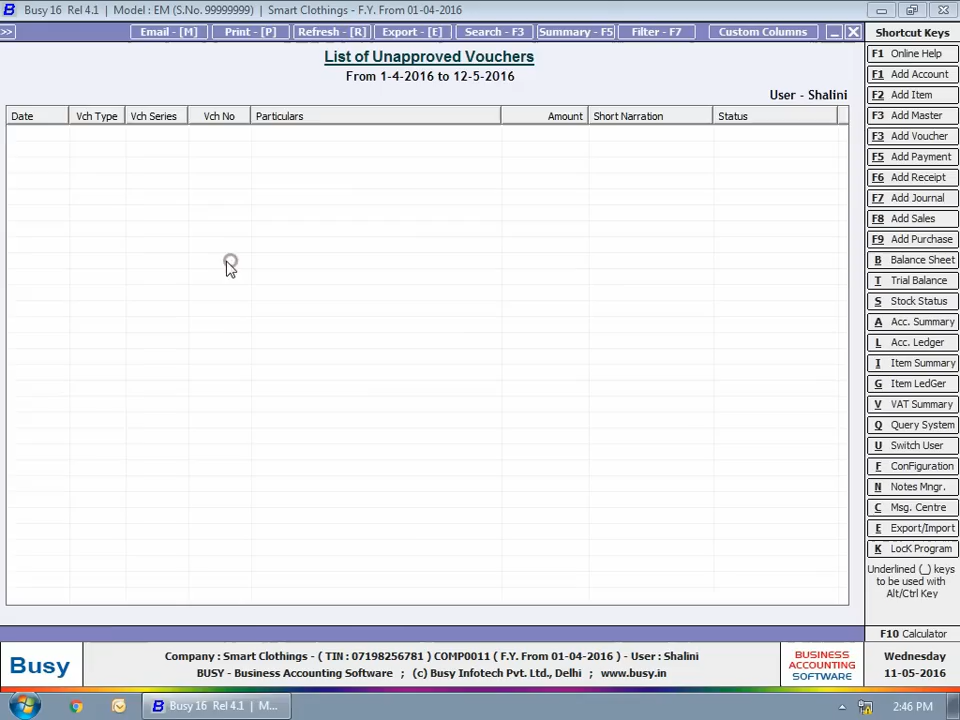 Busy 16 Rel 4.1 | Model : EM (S.No. 99999999) | Smart Clothings - F.Y. From 01-04-2016
>> Email - [M] Print - [P] Refresh - [R] Export - [E] Search - F3 Summary - F5 Filter - F7 Custom Columns
List of Unapproved Vouchers
From 1-4-2016 to 12-5-2016
User - Shalini
Date Vch Type Vch Series Vch No Particulars Amount Short Narration Status
Shortcut Keys
F1 Online Help
F1 Add Account
F2 Add Item
F3 Add Master
F3 Add Voucher
F5 Add Payment
F6 Add Receipt
F7 Add Journal
F8 Add Sales
F9 Add Purchase
B Balance Sheet
T Trial Balance
S Stock Status
A Acc. Summary
L Acc. Ledger
I Item Summary
G Item LedGer
V VAT Summary
Q Query System
U Switch User
F ConFiguration
N Notes Mngr.
C Msg. Centre
E Export/Import
K LocK Program
Underlined (_) keys
to be used with
Alt/Ctrl Key
F10 Calculator
Busy
Company : Smart Clothings - ( TIN : 07198256781 ) COMP0011 ( F.Y. From 01-04-2016 ) - User : Shalini
BUSY - Business Accounting Software ; (c) Busy Infotech Pvt. Ltd., Delhi ; www.busy.in
BUSINESS
ACCOUNTING
SOFTWARE
Wednesday
11-05-2016
Busy 16 Rel 4.1 | M...
2:46 PM